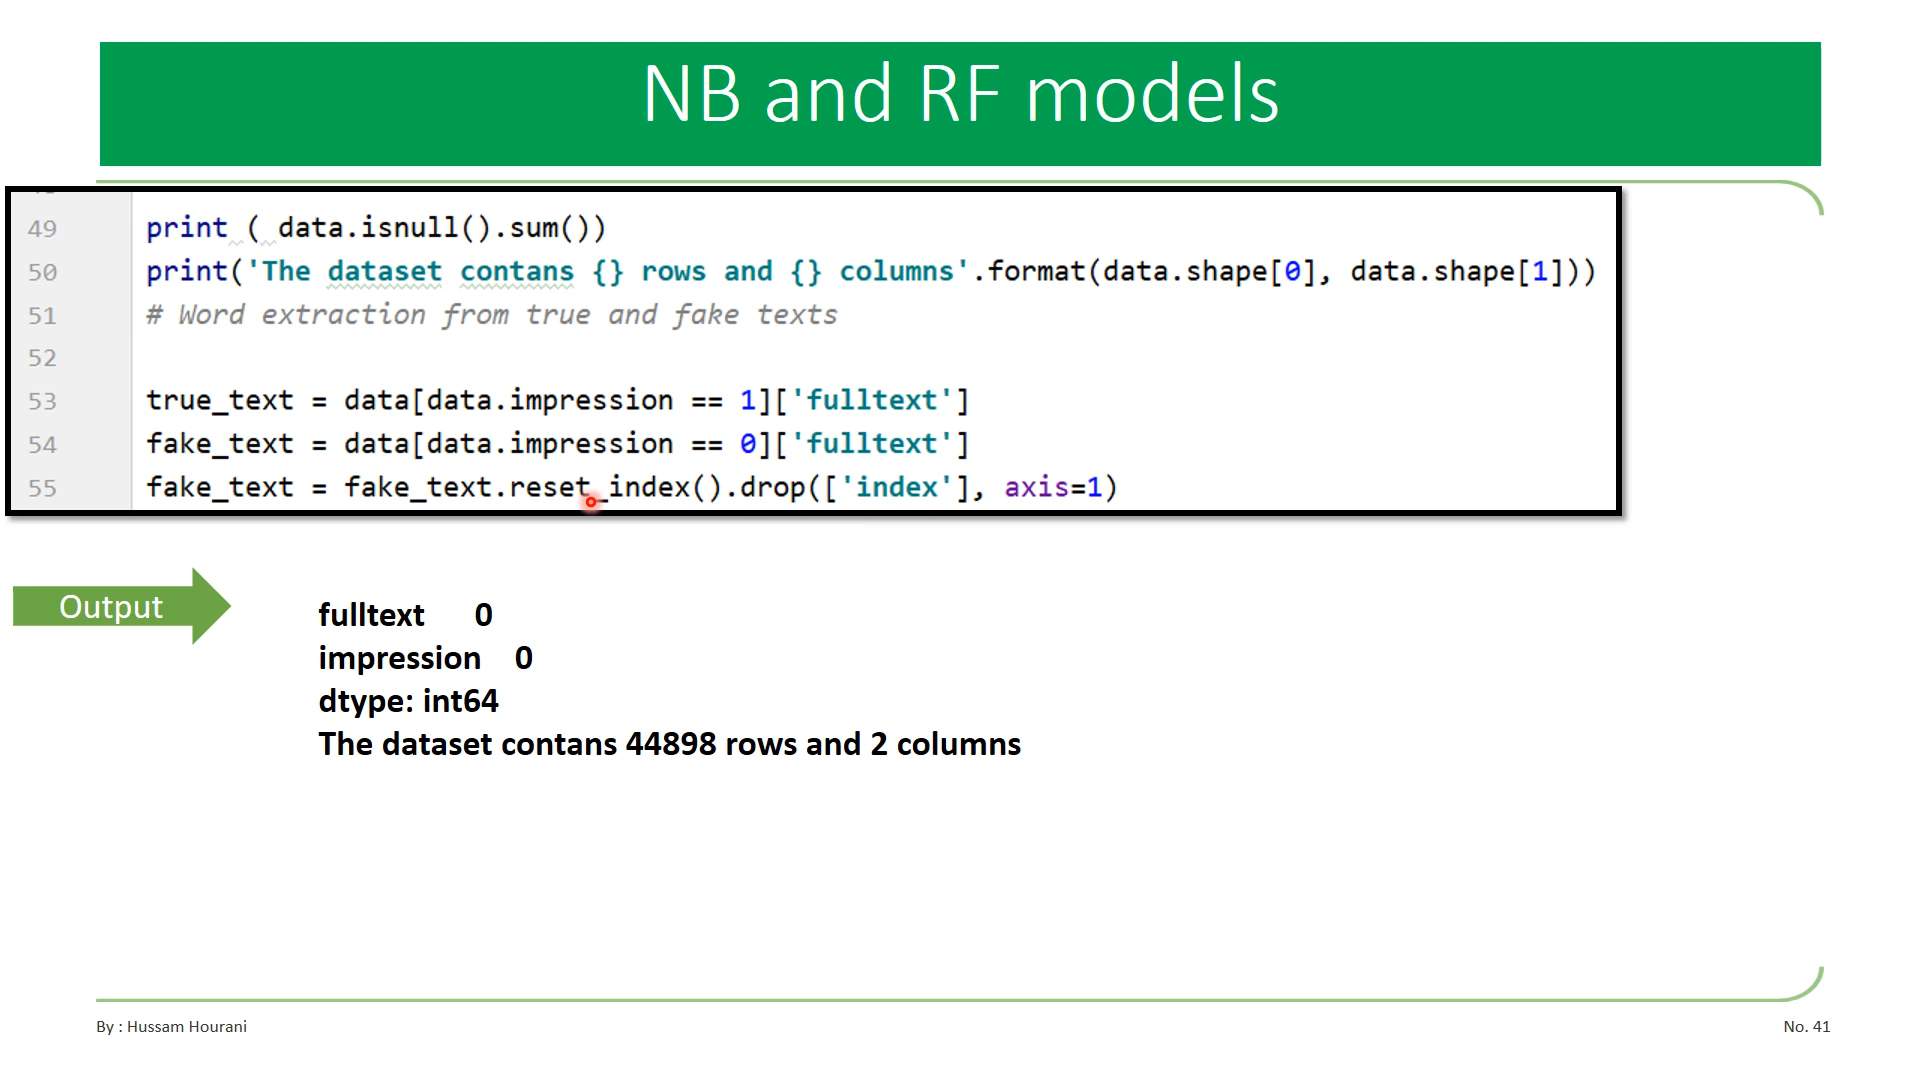 NB and RF models
49 print ( data.isnull().sum())
50 print('The dataset contans {} rows and {} columns'.format(data.shape[0], data.shape[1]))
51 # Word extraction from true and fake texts
52
53 true_text = data[data.impression == 1]['fulltext']
54 fake_text = data[data.impression == 0]['fulltext']
55 fake_text = fake_text.reset_index().drop(['index'], axis=1)
Output
fulltext 0
impression 0
dtype: int64
The dataset contans 44898 rows and 2 columns
By : Hussam Hourani
No. 41